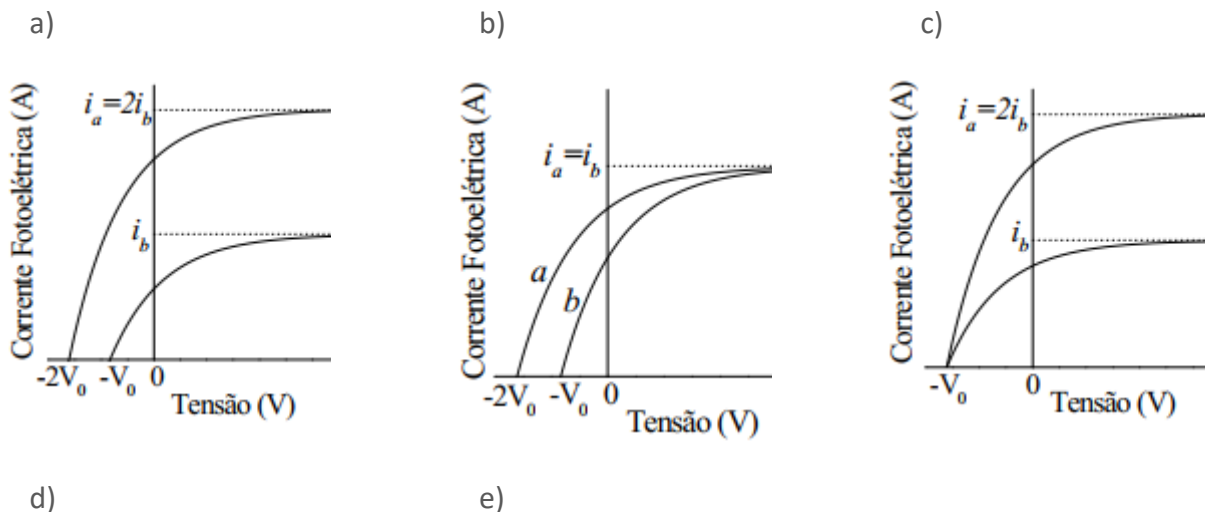 a)
b)
c)
Corrente Fotoelétrica (A)
i_a=2i_b
i_b
-2V_0 -V_0 0
Tensão (V)
Corrente Fotoelétrica (A)
i_a=i_b
a
b
-2V_0 -V_0 0
Tensão (V)
Corrente Fotoelétrica (A)
i_a=2i_b
i_b
-V_0 0
Tensão (V)
d)
e)